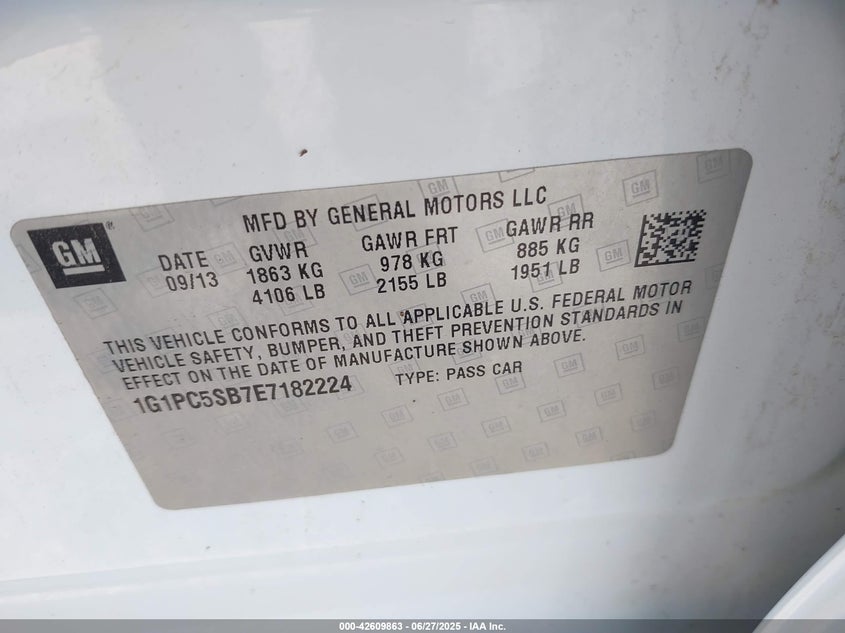 GM
MFD BY GENERAL MOTORS LLC
DATE GVWR GAWR FRT GAWR RR
09/13 1863 KG 978 KG 885 KG
4106 LB 2155 LB 1951 LB
THIS VEHICLE CONFORMS TO ALL APPLICABLE U.S. FEDERAL MOTOR
VEHICLE SAFETY, BUMPER, AND THEFT PREVENTION STANDARDS IN
EFFECT ON THE DATE OF MANUFACTURE SHOWN ABOVE.
1G1PC5SB7E7182224 TYPE: PASS CAR
000-42609863 - 06/27/2025 - IAA Inc.